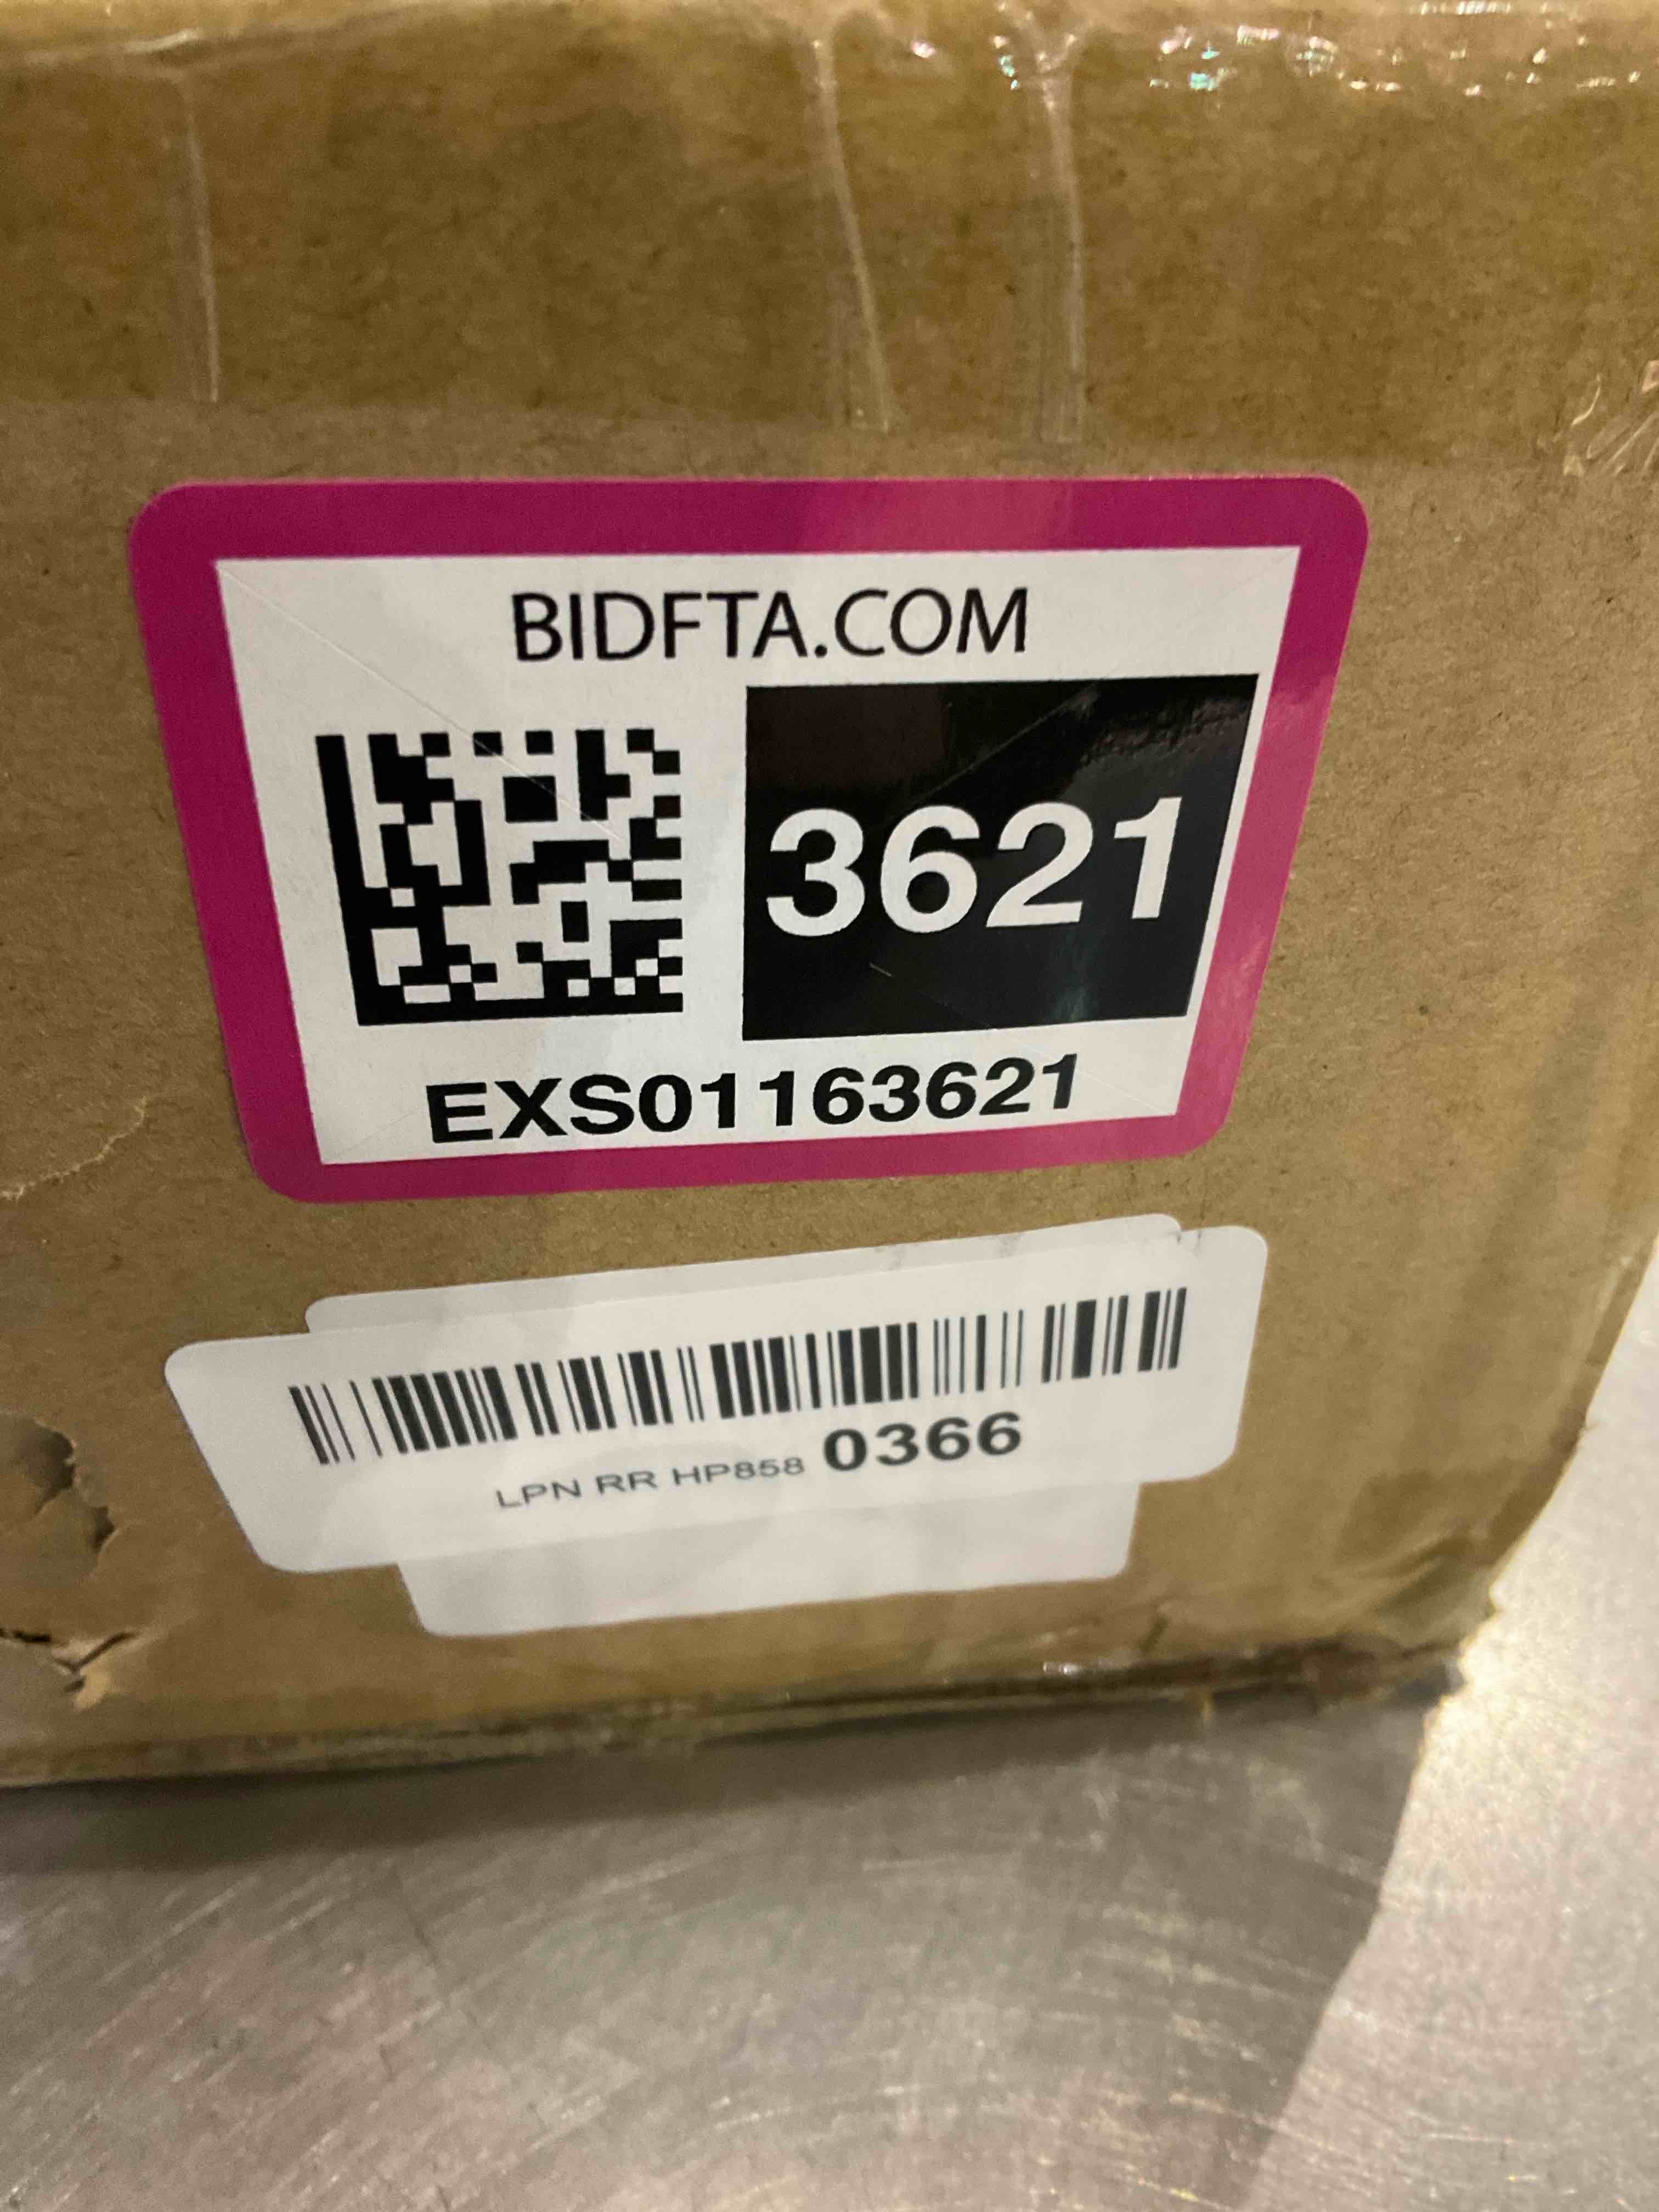 BIDFTA.COM
3621
EXS01163621
LPN RR HP858 0366